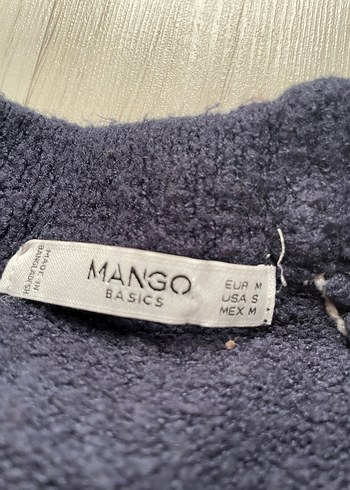 MADE IN
BANGLADESH
MANGO
BASICS
EUR M
USA S
MEX M